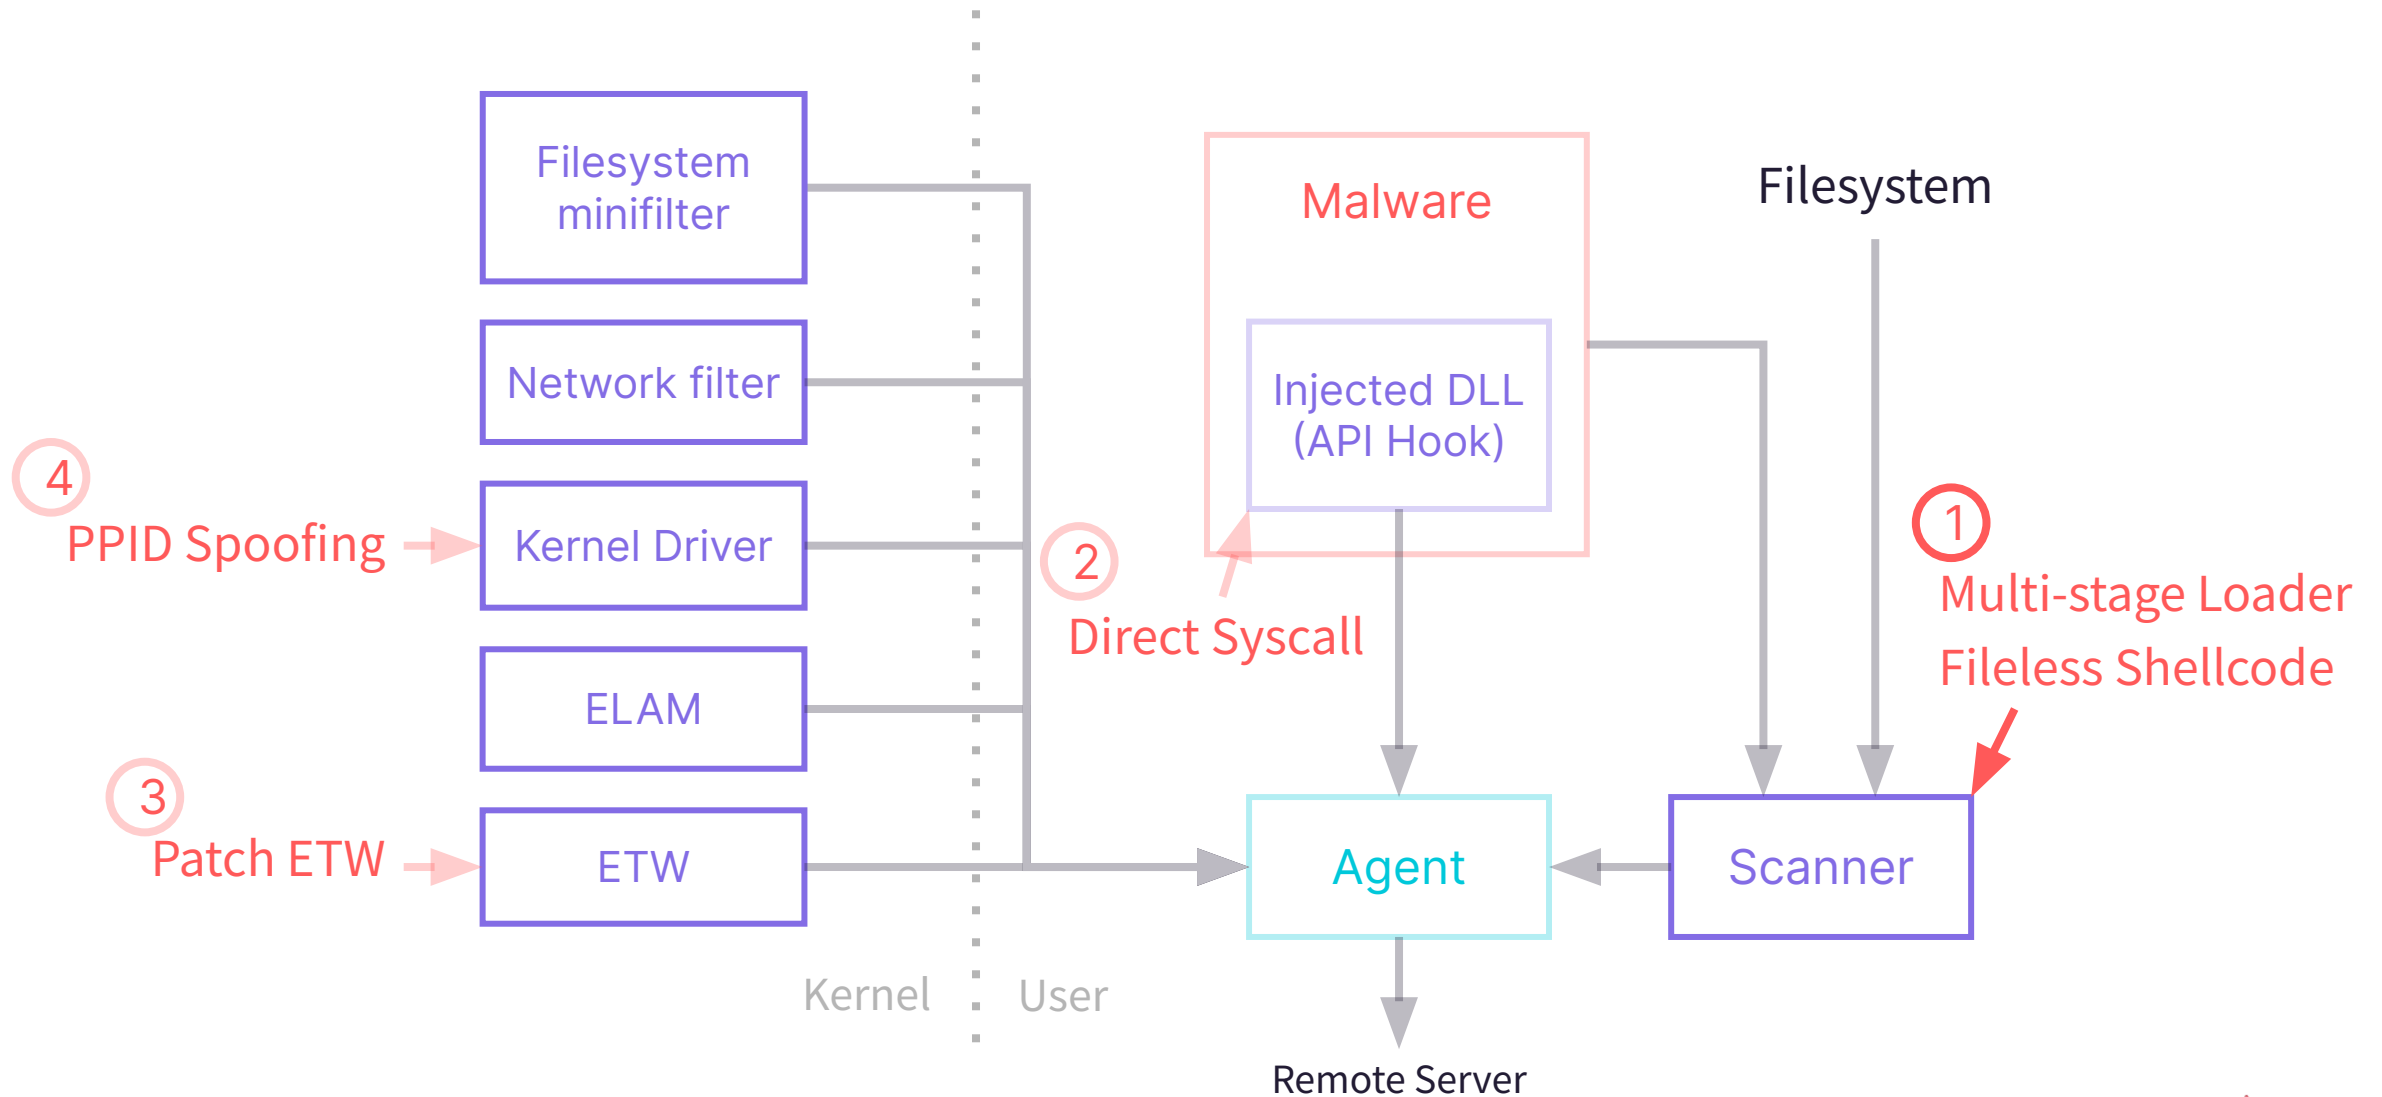 Filesystem
minifilter
Network filter
4
PPID Spoofing
Kernel Driver
ELAM
3
Patch ETW
ETW
Kernel
User
Malware
Injected DLL
(API Hook)
2
Direct Syscall
Filesystem
1
Multi-stage Loader
Fileless Shellcode
Agent
Scanner
Remote Server